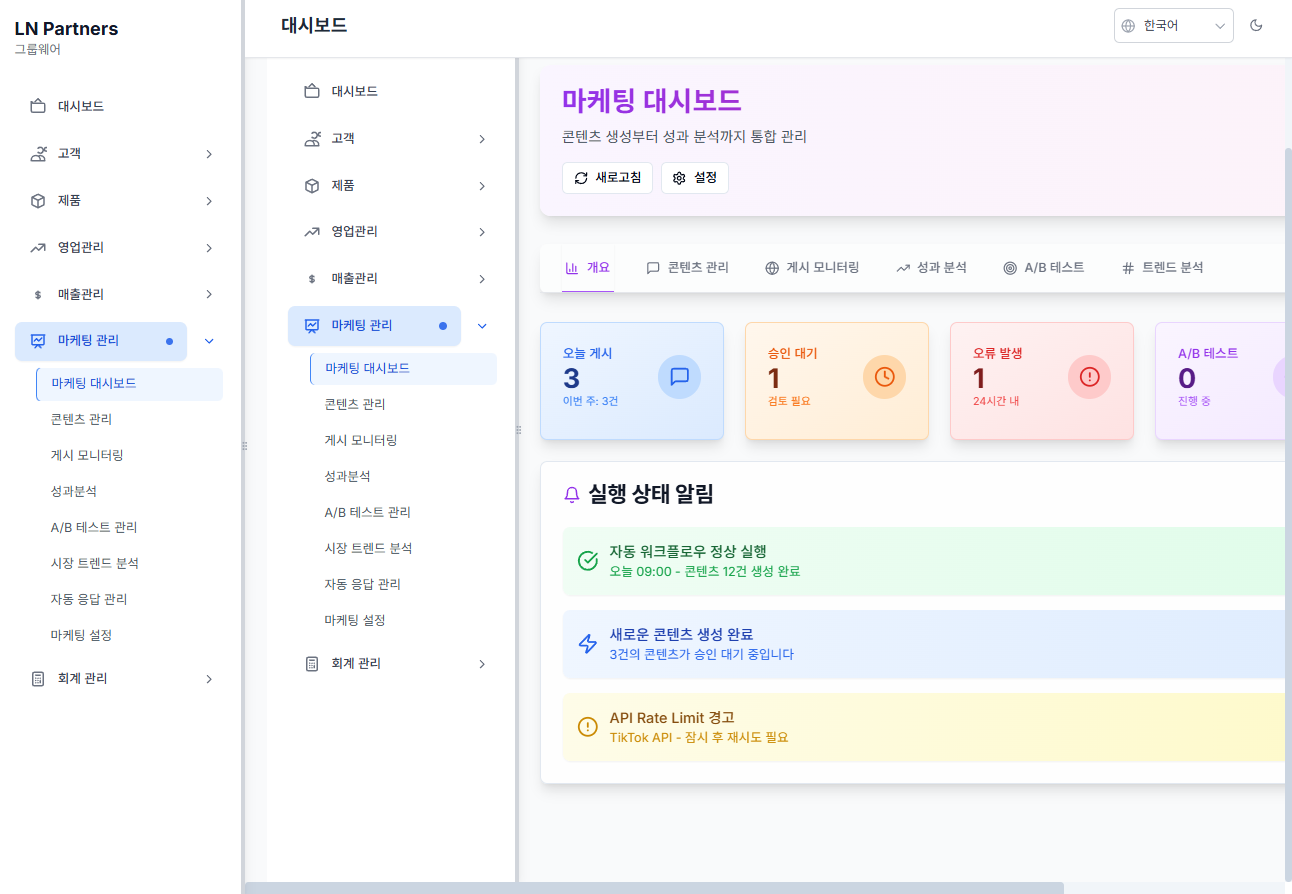 LN Partners
그룹웨어
대시보드
고객
제품
영업관리
$ 매출관리
마케팅 관리
마케팅 대시보드
콘텐츠 관리
게시 모니터링
성과분석
A/B 테스트 관리
시장 트렌드 분석
자동 응답 관리
마케팅 설정
회계 관리
대시보드
한국어
대시보드
고객
제품
영업관리
$ 매출관리
마케팅 관리
마케팅 대시보드
콘텐츠 관리
게시 모니터링
성과분석
A/B 테스트 관리
시장 트렌드 분석
자동 응답 관리
마케팅 설정
회계 관리
마케팅 대시보드
콘텐츠 생성부터 성과 분석까지 통합 관리
새로고침 설정
개요 콘텐츠 관리 게시 모니터링 성과 분석 A/B 테스트 # 트렌드 분석
오늘 게시
3
이번 주: 3건
승인 대기
1
검토 필요
오류 발생
1
24시간 내
A/B 테스트
0
진행 중
실행 상태 알림
자동 워크플로우 정상 실행
오늘 09:00 - 콘텐츠 12건 생성 완료
새로운 콘텐츠 생성 완료
3건의 콘텐츠가 승인 대기 중입니다
API Rate Limit 경고
TikTok API - 잠시 후 재시도 필요